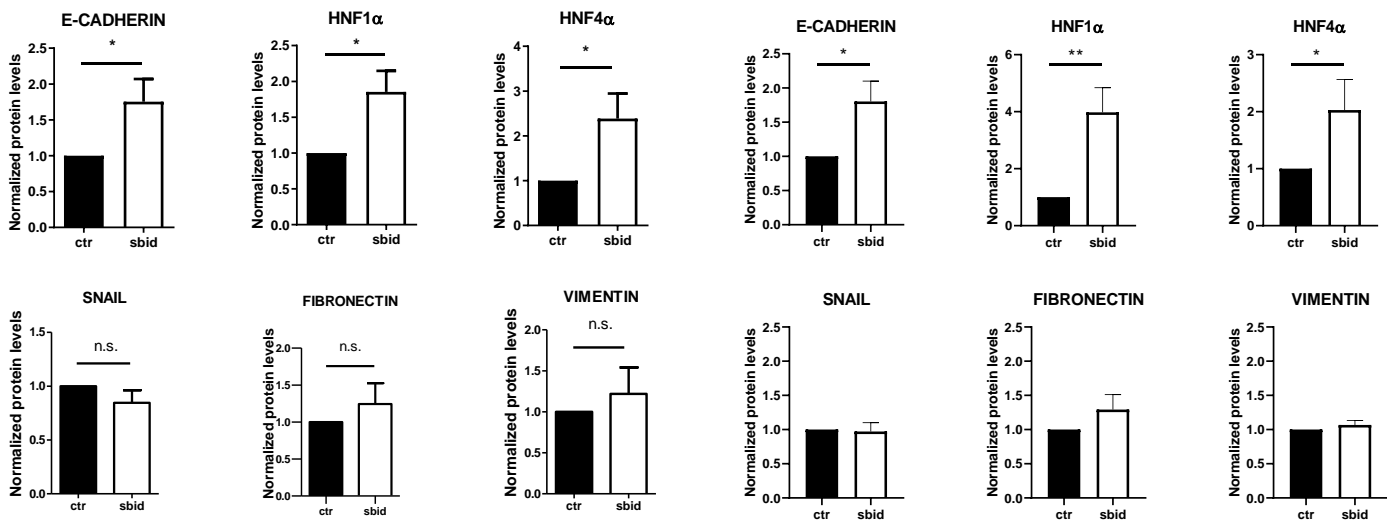 E-CADHERIN
*
Normalized protein levels
2.5
2.0
1.5
1.0
0.5
0.0
ctr sbid
HNF1α
*
Normalized protein levels
2.5
2.0
1.5
1.0
0.5
0.0
ctr sbid
HNF4α
*
Normalized protein levels
4
3
2
1
0
ctr sbid
E-CADHERIN
*
Normalized protein levels
2.5
2.0
1.5
1.0
0.5
0.0
ctr sbid
HNF1α
**
Normalized protein levels
6
4
2
0
ctr sbid
HNF4α
*
Normalized protein levels
3
2
1
0
ctr sbid
SNAIL
n.s.
Normalized protein levels
1.5
1.0
0.5
0.0
ctr sbid
FIBRONECTIN
n.s.
Normalized protein levels
2.0
1.5
1.0
0.5
0.0
ctr sbid
VIMENTIN
n.s.
Normalized protein levels
2.0
1.5
1.0
0.5
0.0
ctr sbid
SNAIL
Normalized protein levels
2.5
2.0
1.5
1.0
0.5
0.0
ctr sbid
FIBRONECTIN
Normalized protein levels
2.5
2.0
1.5
1.0
0.5
0.0
ctr sbid
VIMENTIN
Normalized protein levels
2.5
2.0
1.5
1.0
0.5
0.0
ctr sbid